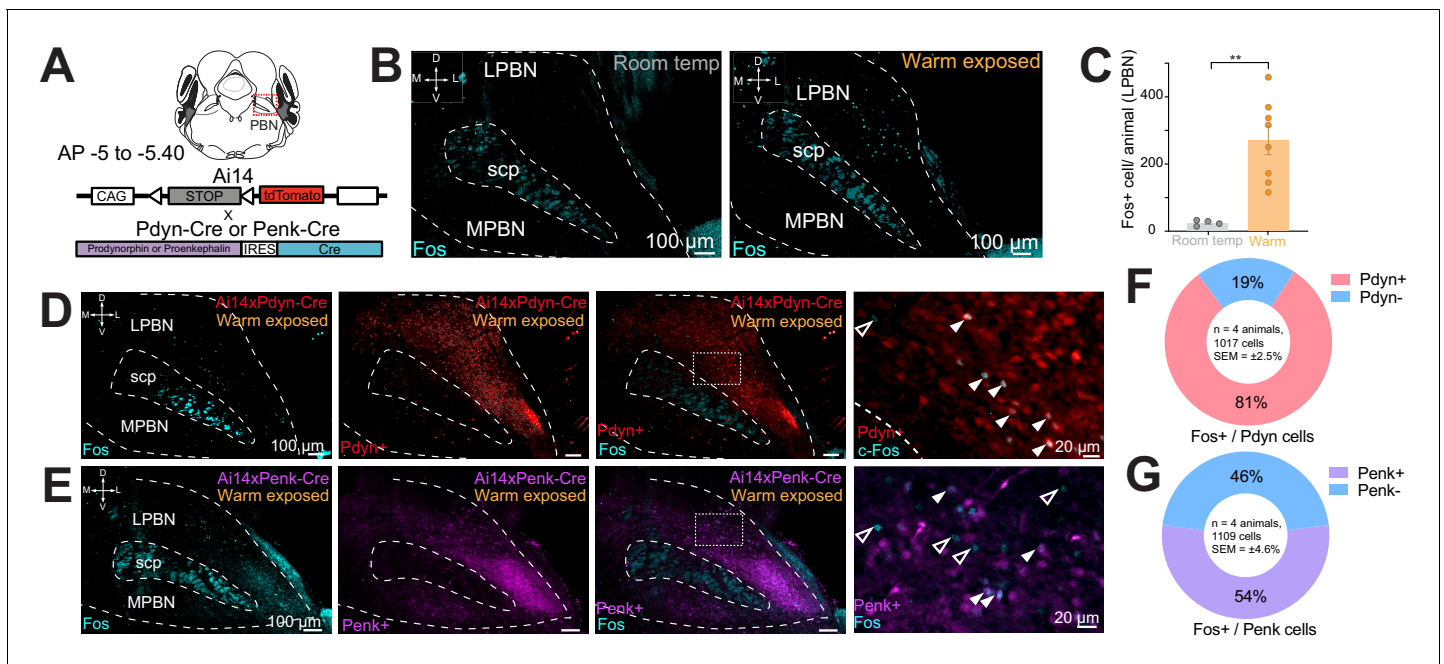 A
PBN
AP -5 to -5.40
Ai14
CAG
STOP
tdTomato
x
Pdyn-Cre or Penk-Cre
Prodynorphin or Proenkephalin
IRES
Cre
B
D
M
L
V
LPBN
Room temp
scp
MPBN
Fos
100 µm
D
M
L
V
LPBN
Warm exposed
scp
MPBN
Fos
100 µm
C
**
Fos+ cell/ animal (LPBN)
400
200
0
Room temp
Warm
D
D
M
L
V
LPBN
Ai14xPdyn-Cre
Warm exposed
scp
MPBN
Fos
100 µm
Ai14xPdyn-Cre
Warm exposed
Pdyn+
Ai14xPdyn-Cre
Warm exposed
Pdyn+
Fos
Pdyn+
c-Fos
20 µm
E
D
M
L
V
LPBN
Ai14xPenk-Cre
Warm exposed
scp
MPBN
Fos
100 µm
Ai14xPenk-Cre
Warm exposed
Penk+
Ai14xPenk-Cre
Warm exposed
Penk+
Fos
Penk+
Fos
20 µm
F
19%
Pdyn+
Pdyn-
n = 4 animals,
1017 cells
SEM = ±2.5%
81%
Fos+ / Pdyn cells
G
46%
Penk+
Penk-
n = 4 animals,
1109 cells
SEM = ±4.6%
54%
Fos+ / Penk cells